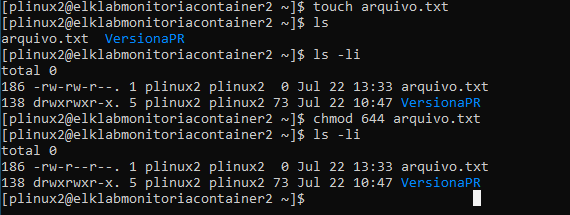 [plinux2@elklabmonitoriacontainer2 ~]$ touch arquivo.txt
[plinux2@elklabmonitoriacontainer2 ~]$ ls
arquivo.txt  VersionaPR
[plinux2@elklabmonitoriacontainer2 ~]$ ls -li
total 0
186 -rw-rw-r--. 1 plinux2 plinux2  0 Jul 22 13:33 arquivo.txt
138 drwxrwxr-x. 5 plinux2 plinux2 73 Jul 22 10:47 VersionaPR
[plinux2@elklabmonitoriacontainer2 ~]$ chmod 644 arquivo.txt
[plinux2@elklabmonitoriacontainer2 ~]$ ls -li
total 0
186 -rw-r--r--. 1 plinux2 plinux2  0 Jul 22 13:33 arquivo.txt
138 drwxrwxr-x. 5 plinux2 plinux2 73 Jul 22 10:47 VersionaPR
[plinux2@elklabmonitoriacontainer2 ~]$